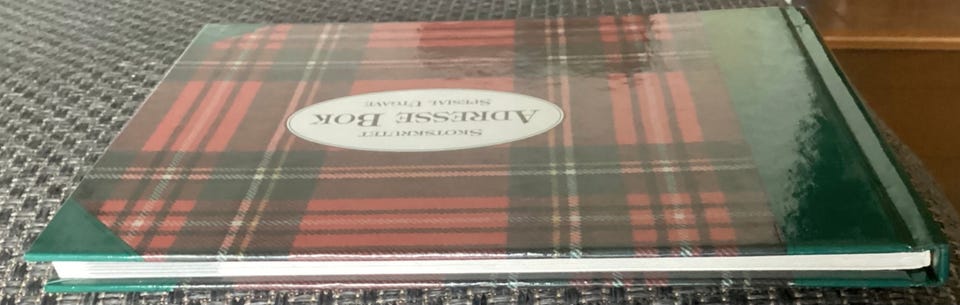 SKOTSKRUTET
ADRESSE BOK
SPESIAL UTGAVE